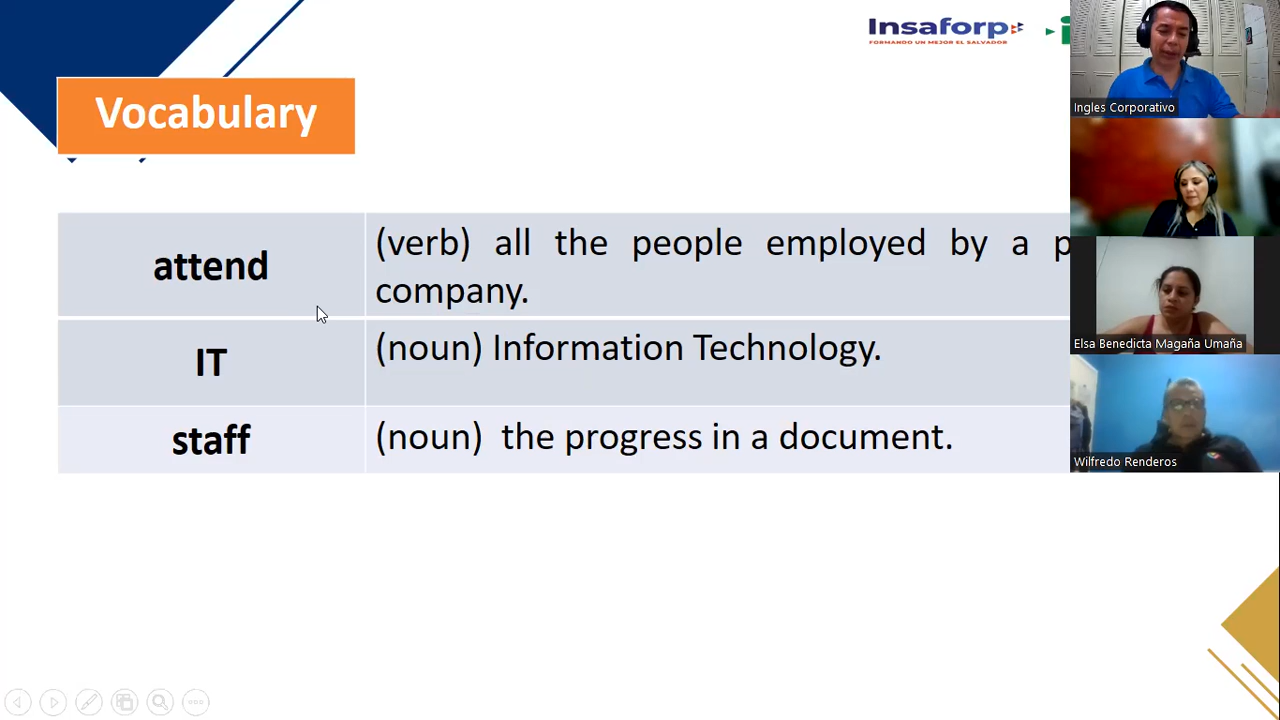 Insaforp
FORMANDO UN MEJOR EL SALVADOR
Vocabulary
attend
(verb) all the people employed by a p
company.
IT
(noun) Information Technology.
staff
(noun) the progress in a document.
Ingles Corporativo
Elsa Benedicta Magaña Umaña
Wilfredo Renderos